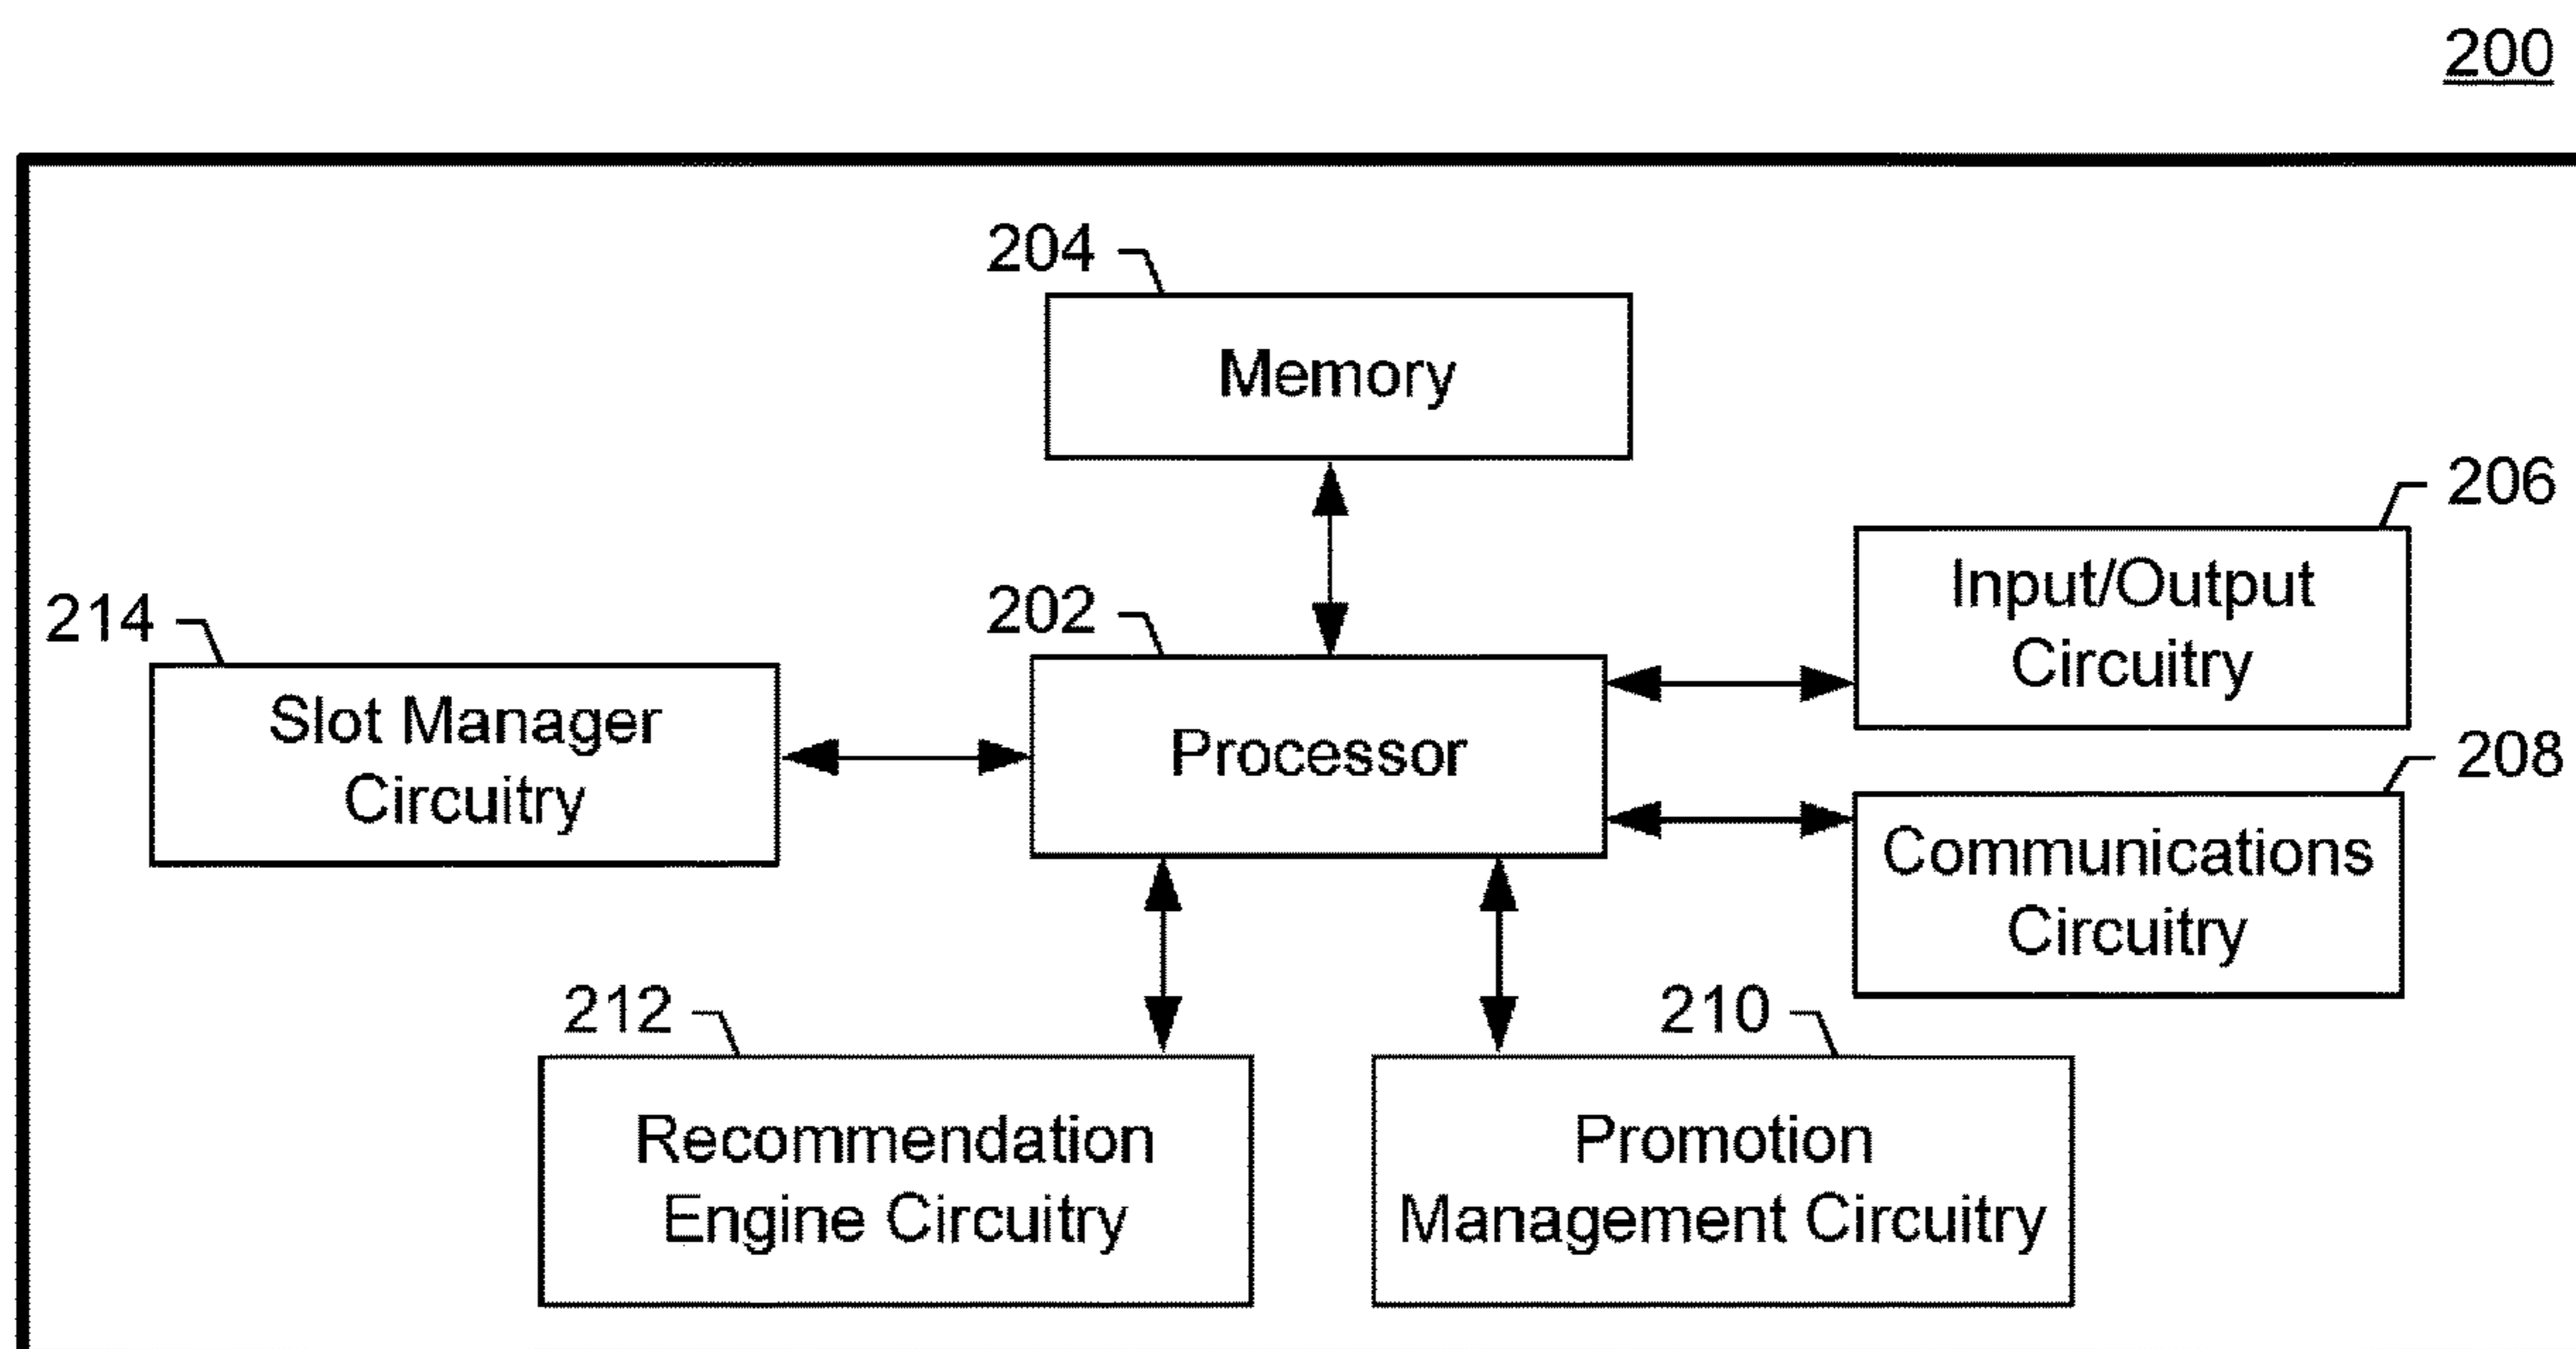 200
204
Memory
206
Input/Output
Circuitry
214
202
Slot Manager
Circuitry
Processor
208
Communications
Circuitry
212
210
Recommendation
Engine Circuitry
Promotion
Management Circuitry